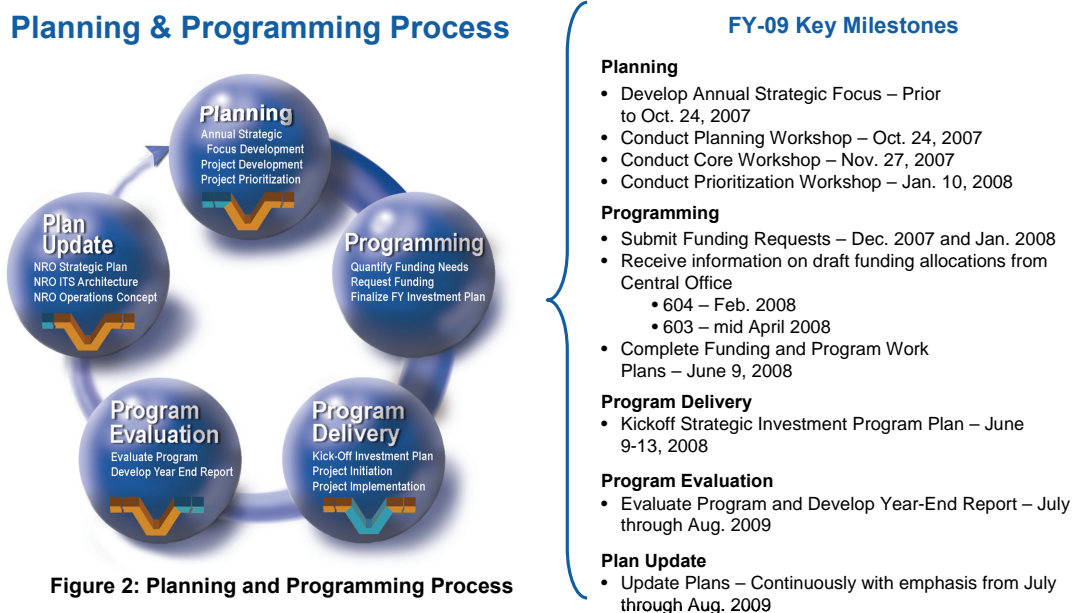 Planning & Programming Process
Planning
Annual Strategic
Focus Development
Project Development
Project Prioritization
Programming
Quantify Funding Needs
Request Funding
Finalize FY Investment Plan
Program
Delivery
Kick-Off Investment Plan
Project Initiation
Project Implementation
Program
Evaluation
Evaluate Program
Develop Year End Report
Plan
Update
NRO Strategic Plan
NRO ITS Architecture
NRO Operations Concept
Figure 2: Planning and Programming Process
FY-09 Key Milestones
Planning
• Develop Annual Strategic Focus – Prior
to Oct. 24, 2007
• Conduct Planning Workshop – Oct. 24, 2007
• Conduct Core Workshop – Nov. 27, 2007
• Conduct Prioritization Workshop – Jan. 10, 2008
Programming
• Submit Funding Requests – Dec. 2007 and Jan. 2008
• Receive information on draft funding allocations from
Central Office
• 604 – Feb. 2008
• 603 – mid April 2008
• Complete Funding and Program Work
Plans – June 9, 2008
Program Delivery
• Kickoff Strategic Investment Program Plan – June
9-13, 2008
Program Evaluation
• Evaluate Program and Develop Year-End Report – July
through Aug. 2009
Plan Update
• Update Plans – Continuously with emphasis from July
through Aug. 2009